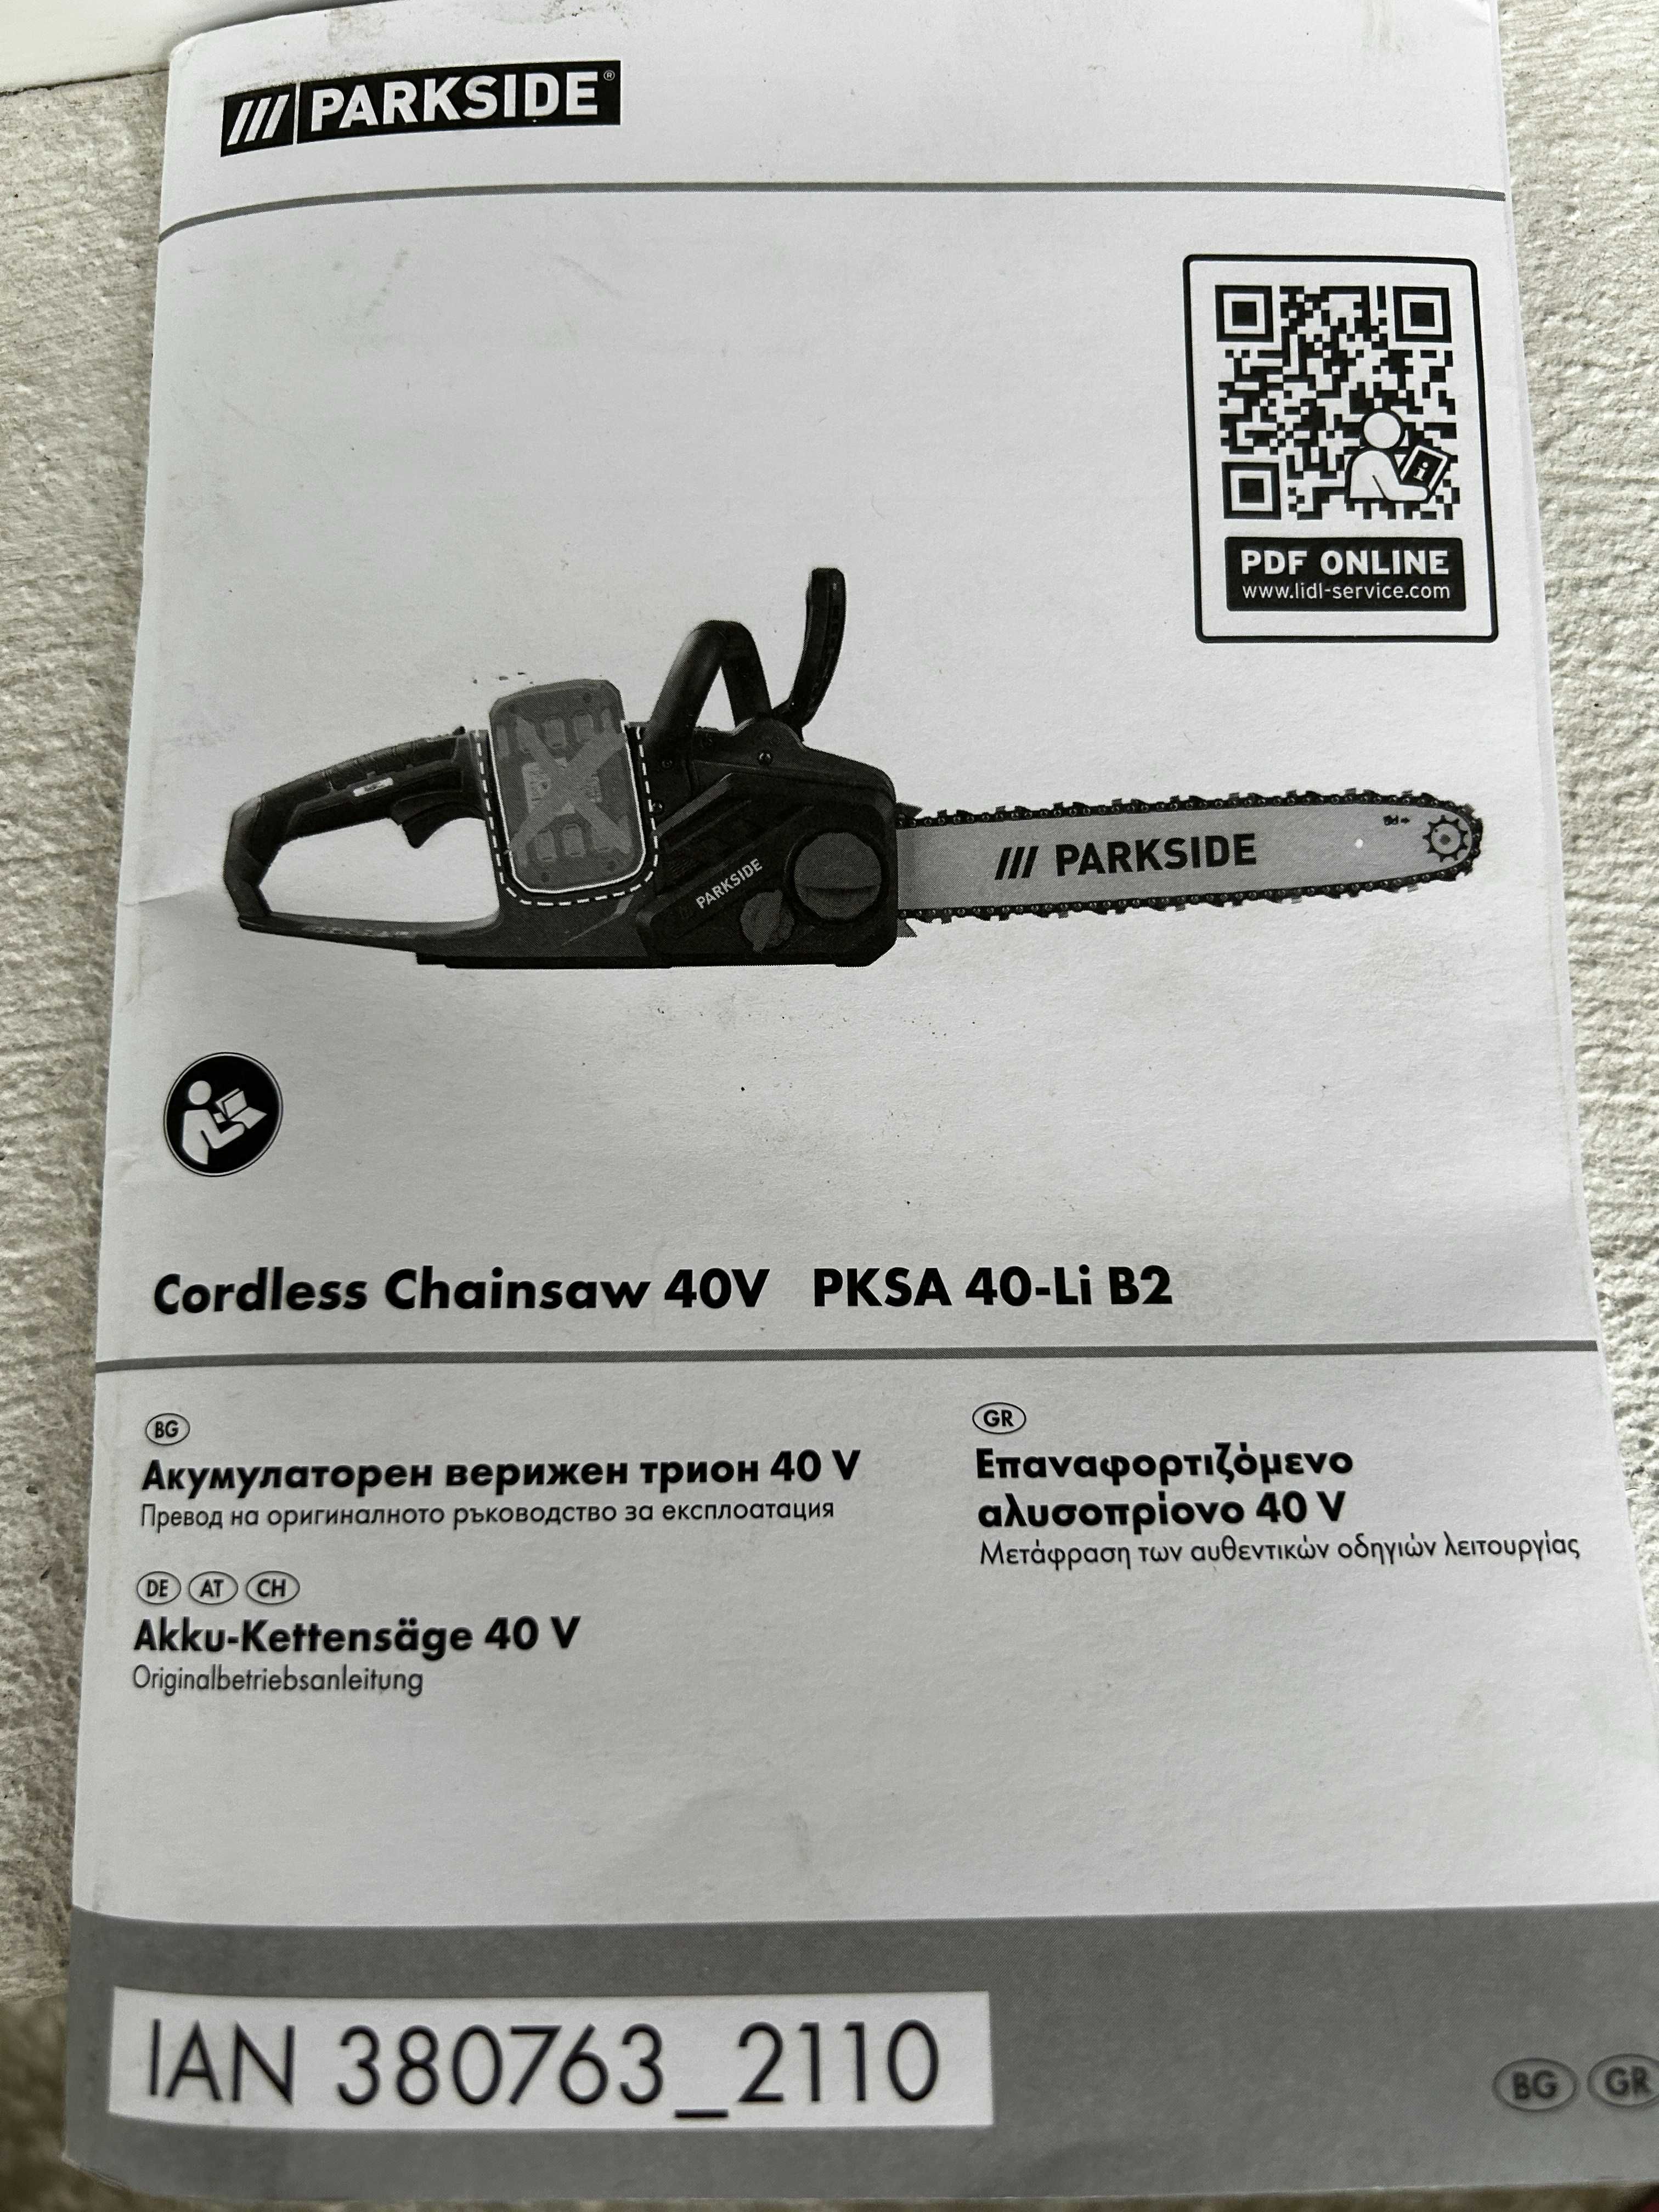 /// PARKSIDE®
PDF ONLINE
www.lidl-service.com
/// PARKSIDE
PARKSIDE
Cordless Chainsaw 40V PKSA 40-Li B2
BG
Акумулаторен верижен трион 40 V
Превод на оригиналното ръководство за експлоатация
GR
Επαναφορτιζόμενο
αλυσοπρίονο 40 V
Μετάφραση των αυθεντικών οδηγιών λειτουργίας
DE AT CH
Akku-Kettensäge 40 V
Originalbetriebsanleitung
IAN 380763_2110
BG GR